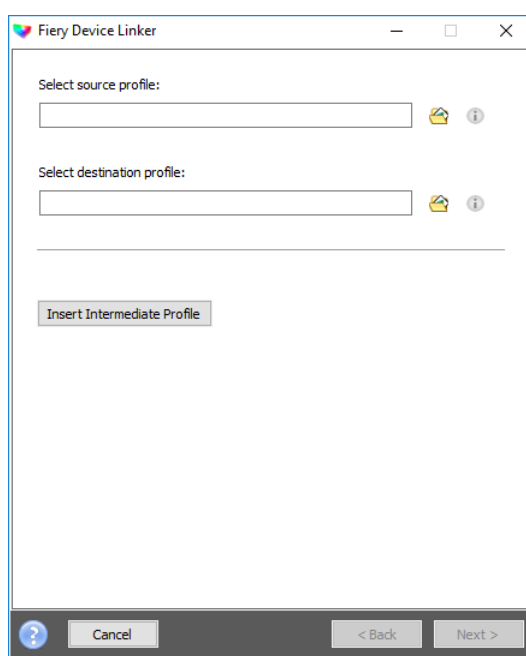 Fiery Device Linker
Select source profile:
Select destination profile:
Insert Intermediate Profile
? Cancel < Back Next >